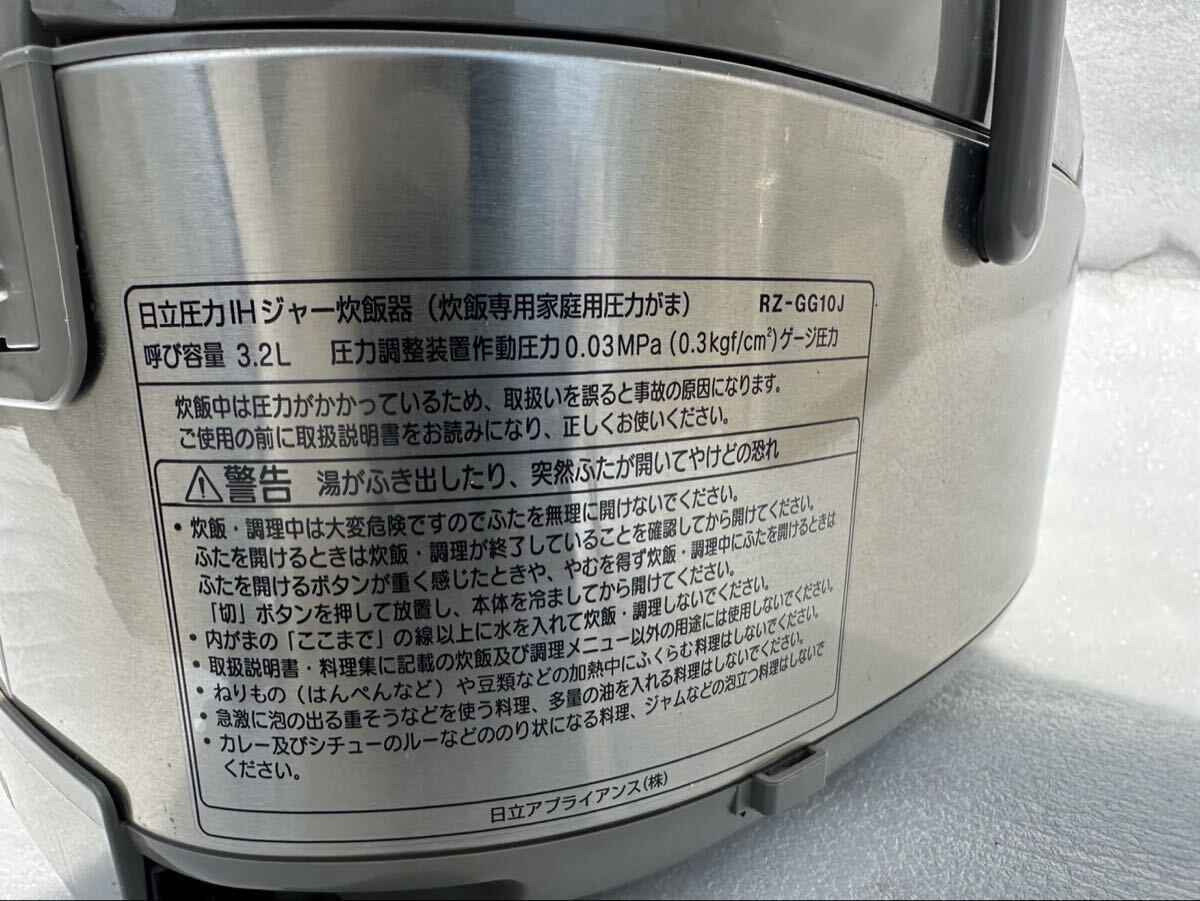 日立圧力IHジャー炊飯器（炊飯専用家庭用圧力がま） RZ-GG10J
呼び容量 3.2L 圧力調整装置作動圧力0.03MPa（0.3kgf/cm²）ゲージ圧力
炊飯中は圧力がかかっているため、取扱いを誤ると事故の原因になります。
ご使用の前に取扱説明書をお読みになり、正しくお使いください。
⚠警告 湯がふき出したり、突然ふたが開いてやけどの恐れ
・炊飯・調理中は大変危険ですのでふたを無理に開けないでください。
ふたを開けるときは炊飯・調理が終了していることを確認してから開けてください。
ふたを開けるボタンが重く感じたときや、やむを得ず炊飯・調理中にふたを開けるときは
「切」ボタンを押して放置し、本体を冷ましてから開けてください。
・内がまの「ここまで」の線以上に水を入れて炊飯・調理しないでください。
・取扱説明書・料理集に記載の炊飯及び調理メニュー以外の用途には使用しないでください。
・ねりもの（はんぺんなど）や豆類などの加熱中にふくらむ料理はしないでください。
・急激に泡の出る重そうなどを使う料理、多量の油を入れる料理はしないでください。
・カレー及びシチューのルーなどののり状になる料理、ジャムなどの泡立つ料理はしないで
ください。
日立アプライアンス(株)